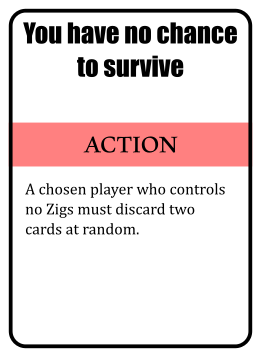 You have no chance
to survive
ACTION
A chosen player who controls
no Zigs must discard two
cards at random.